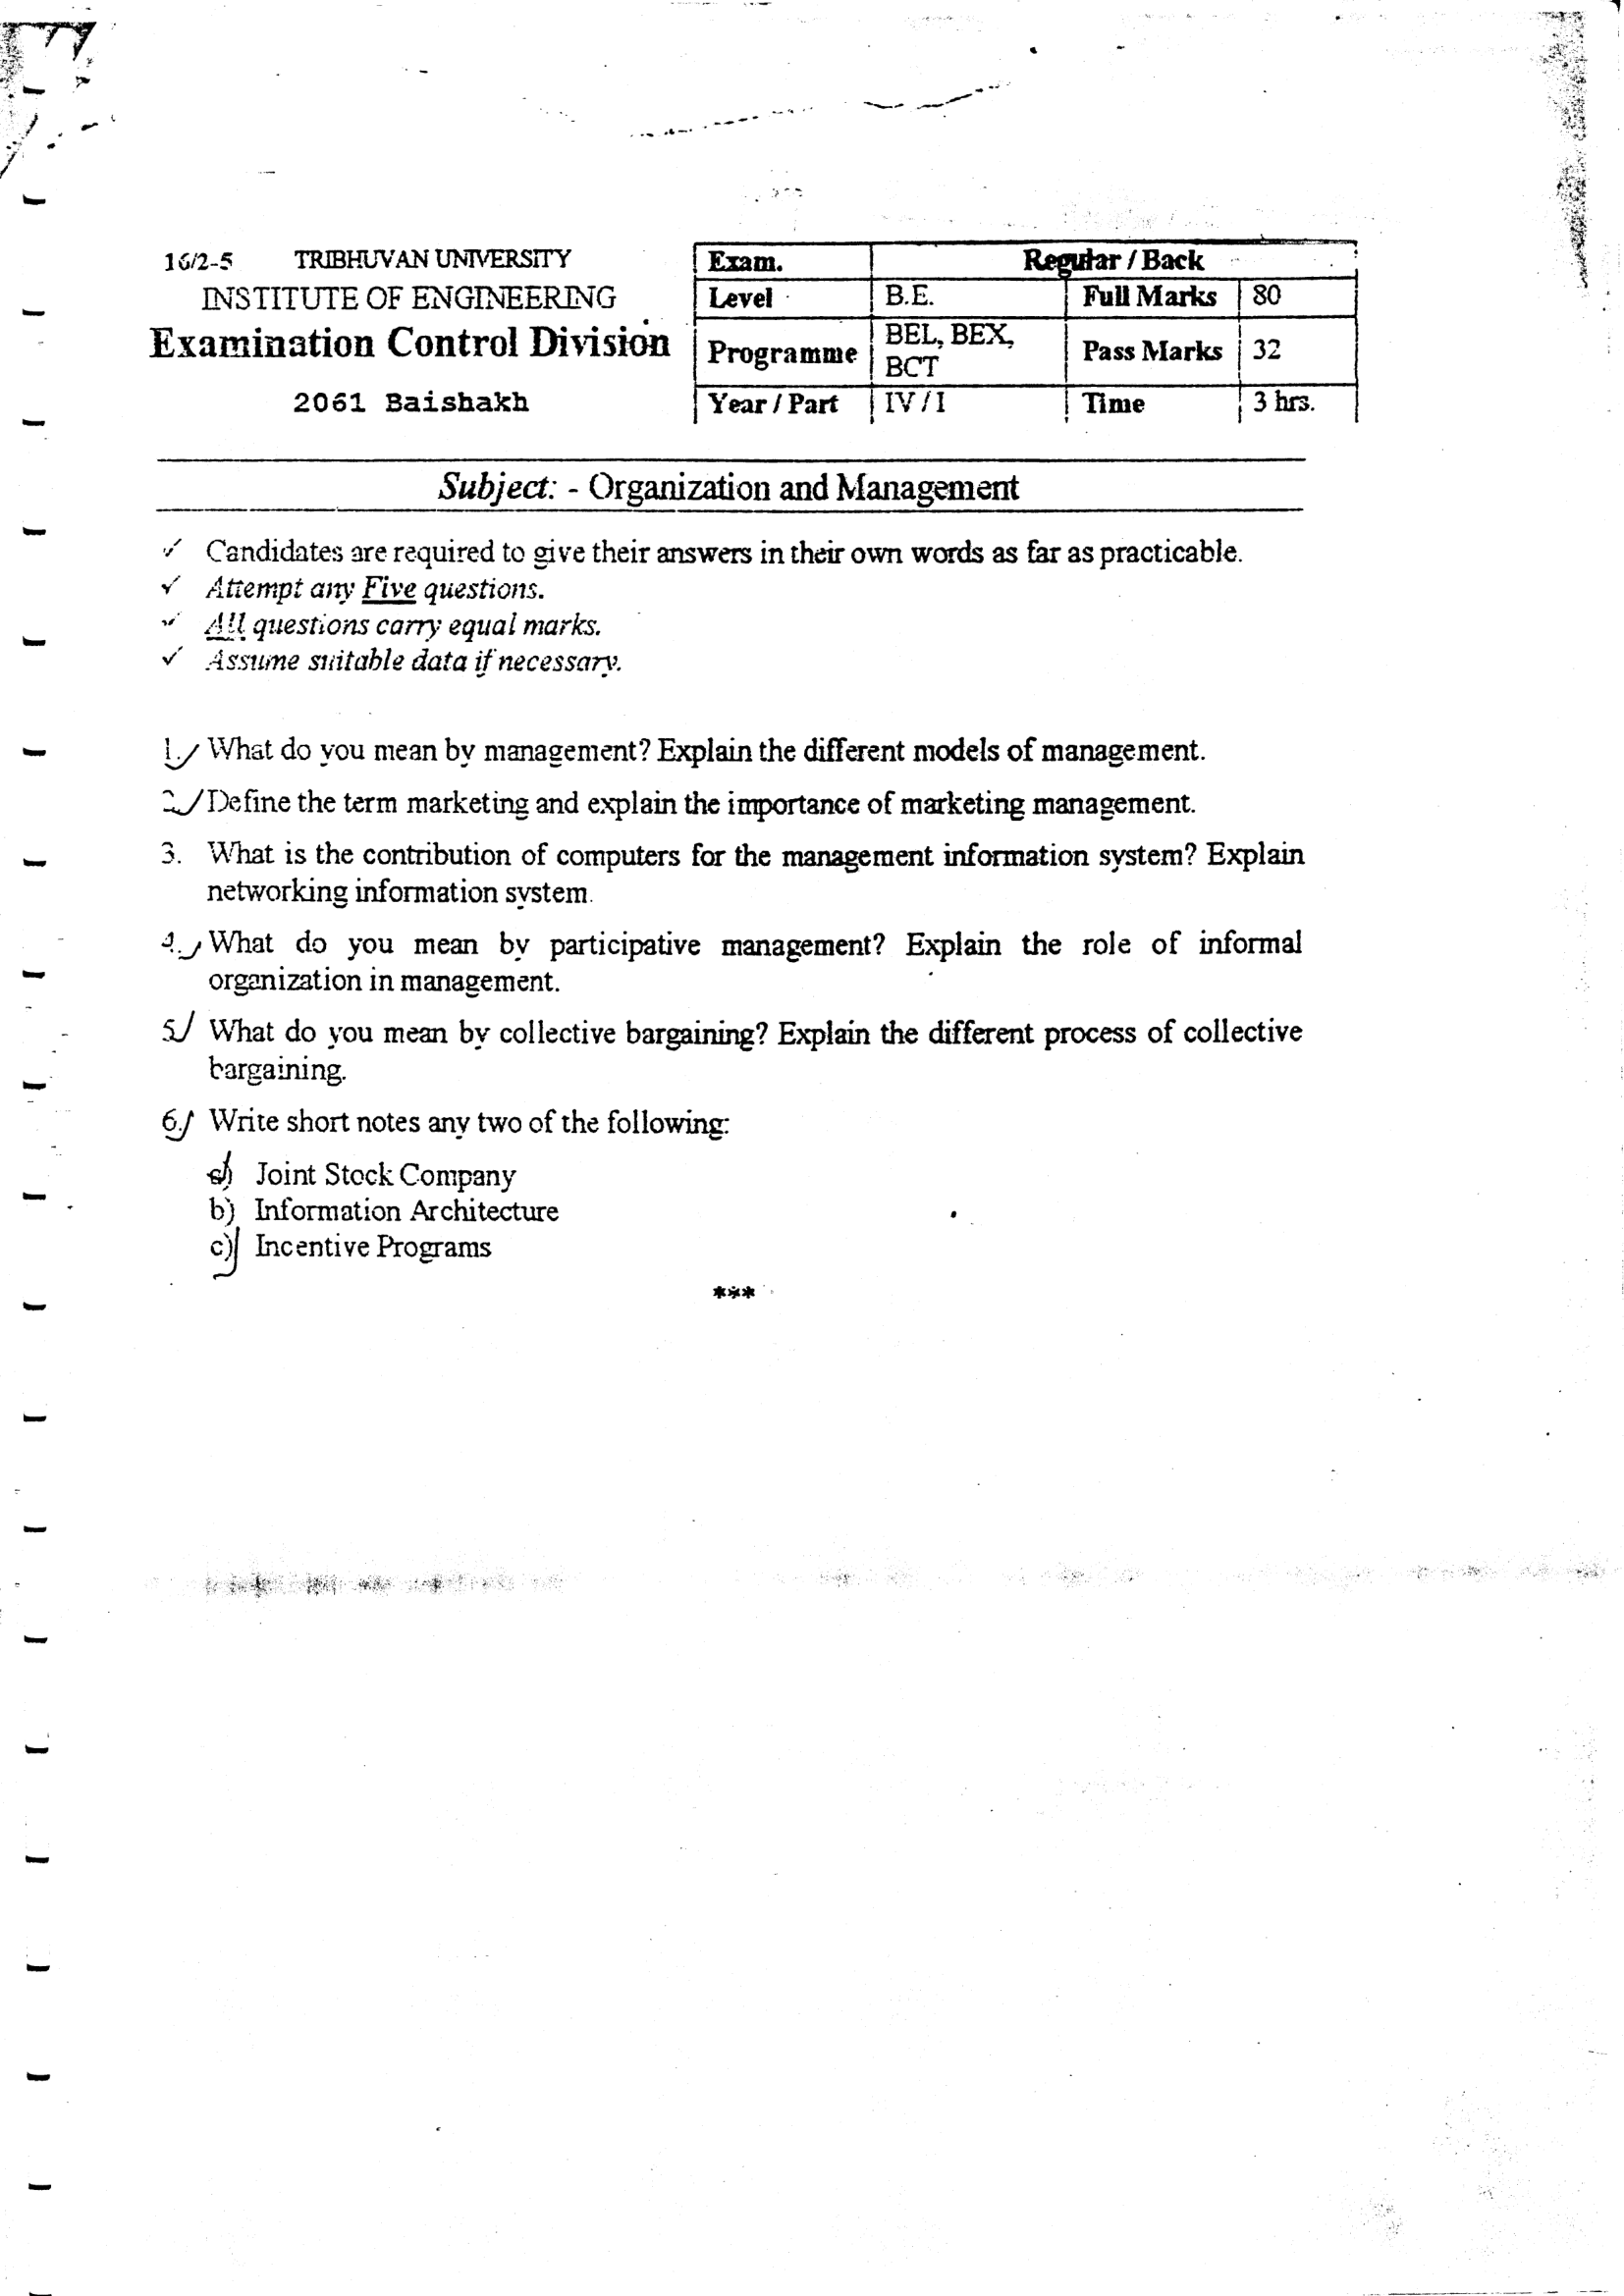 16/2-5 TRIBHUVAN UNIVERSITY
INSTITUTE OF ENGINEERING
Examination Control Division
2061 Baishakh
Exam. Regular / Back
Level B.E. Full Marks 80
Programme BEL, BEX, BCT Pass Marks 32
Year / Part IV / I Time 3 hrs.
Subject: - Organization and Management
✓ Candidates are required to give their answers in their own words as far as practicable.
✓ Attempt any Five questions.
✓ All questions carry equal marks.
✓ Assume suitable data if necessary.
1. What do you mean by management? Explain the different models of management.
2. Define the term marketing and explain the importance of marketing management.
3. What is the contribution of computers for the management information system? Explain
networking information system.
4. What do you mean by participative management? Explain the role of informal
organization in management.
5. What do you mean by collective bargaining? Explain the different process of collective
bargaining.
6. Write short notes any two of the following:
a) Joint Stock Company
b) Information Architecture
c) Incentive Programs
***